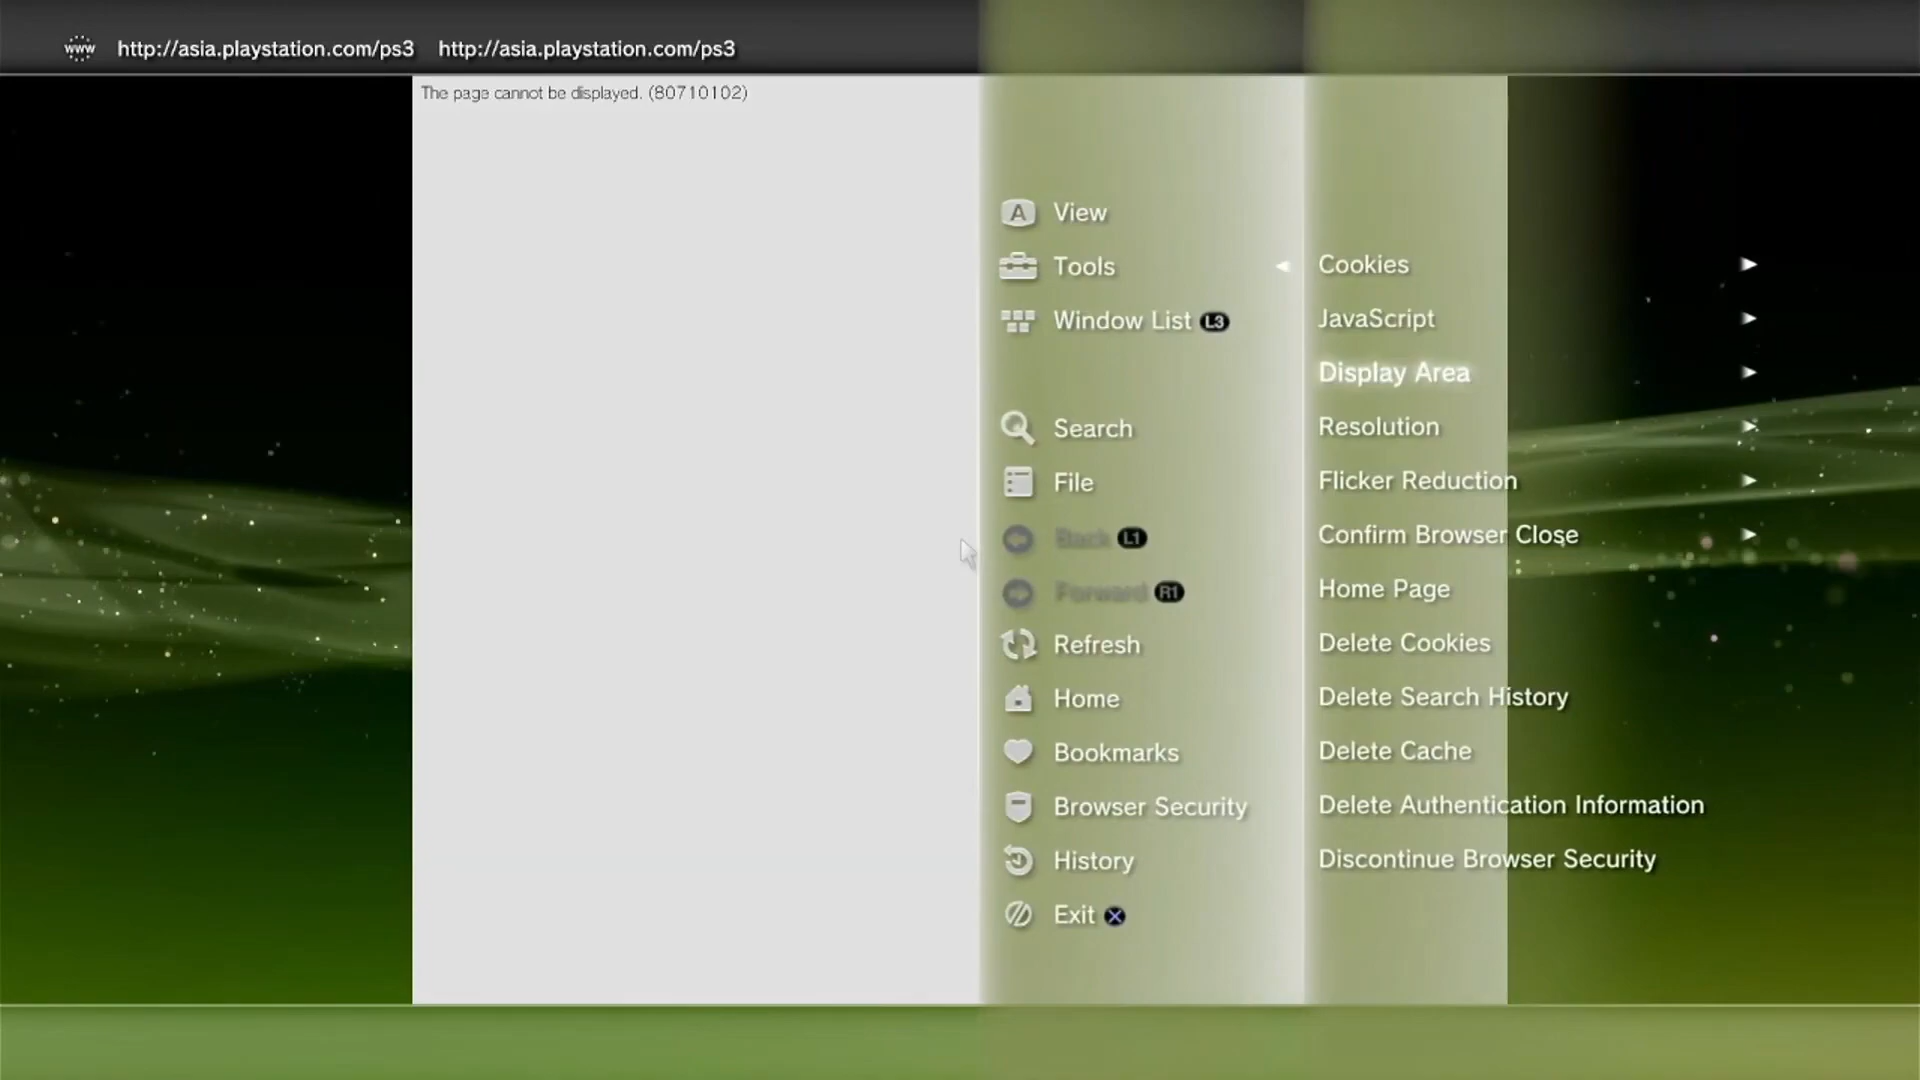 www http://asia.playstation.com/ps3 http://asia.playstation.com/ps3
The page cannot be displayed. (80710102)
A View
Tools
Window List L3
Search
File
Back L1
Forward R1
Refresh
Home
Bookmarks
Browser Security
History
Exit
Cookies
JavaScript
Display Area
Resolution
Flicker Reduction
Confirm Browser Close
Home Page
Delete Cookies
Delete Search History
Delete Cache
Delete Authentication Information
Discontinue Browser Security